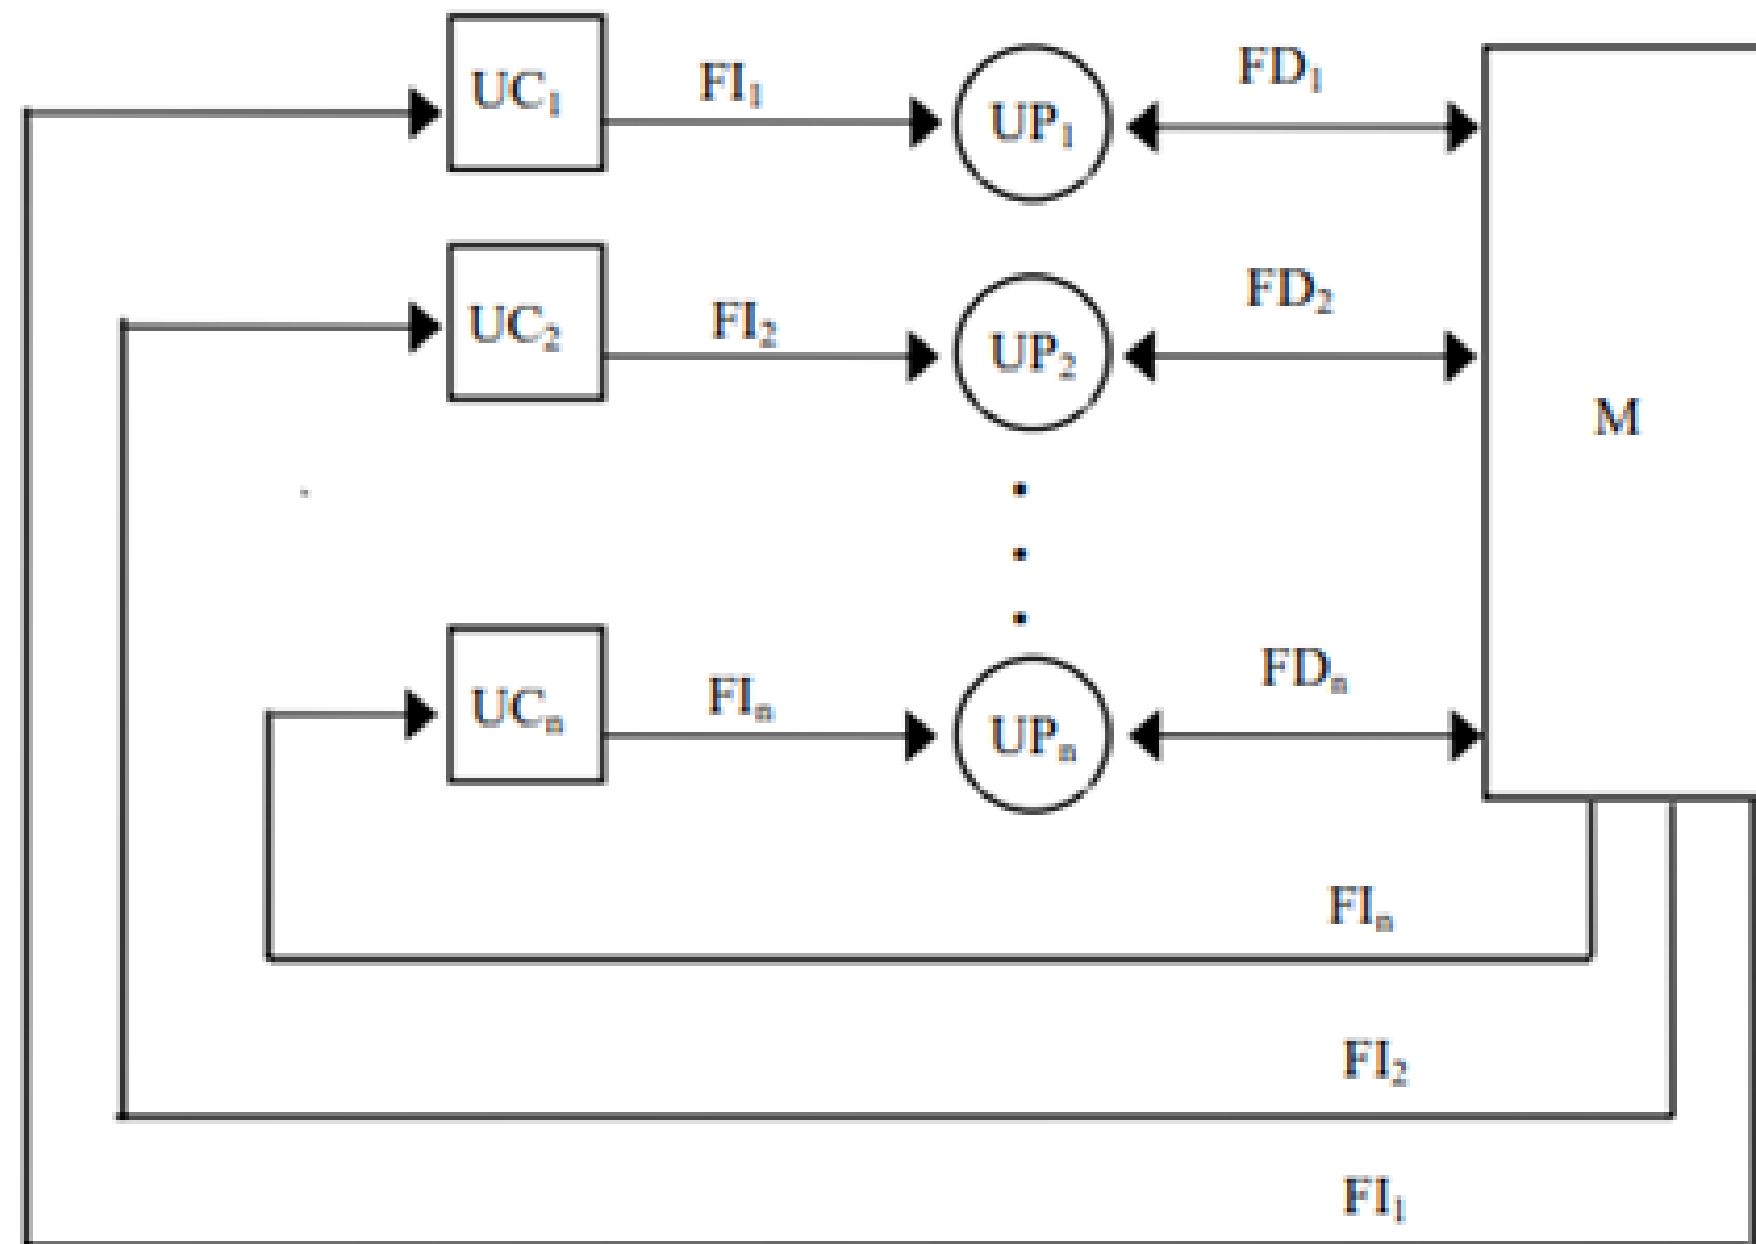 UC₁ FI₁ UP₁ FD₁
UC₂ FI₂ UP₂ FD₂
M
UCₙ FIₙ UPₙ FDₙ
FIₙ
FI₂
FI₁